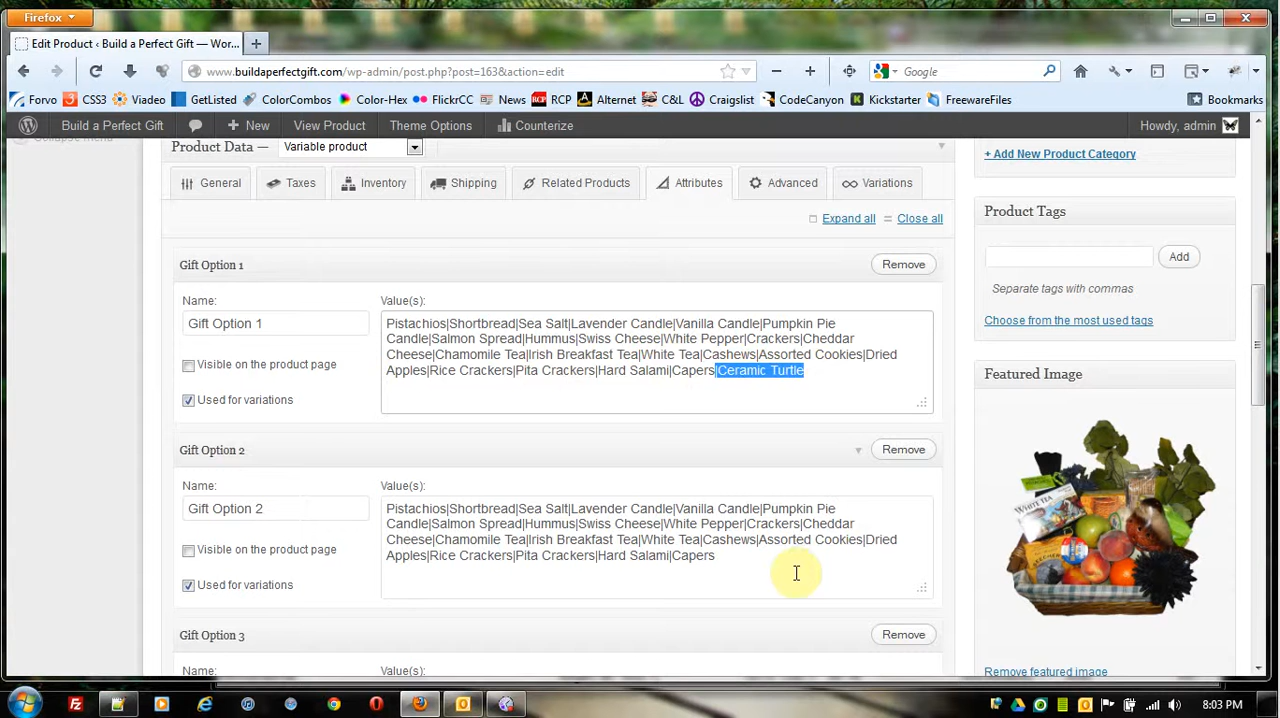 Firefox
Edit Product ‹ Build a Perfect Gift — Wor...
www.buildaperfectgift.com/wp-admin/post.php?post=163&action=edit
Google
Forvo CSS3 Viadeo GetListed ColorCombos Color-Hex FlickrCC News RCP Alternet C&L Craigslist CodeCanyon Kickstarter FreewareFiles Bookmarks
Build a Perfect Gift + New View Product Theme Options Counterize Howdy, admin
Collapse menu
Product Data — Variable product
+ Add New Product Category
General Taxes Inventory Shipping Related Products Attributes Advanced Variations
Expand all = Close all
Product Tags
Add
Separate tags with commas
Choose from the most used tags
Gift Option 1 Remove
Name: Value(s):
Gift Option 1
Pistachios|Shortbread|Sea Salt|Lavender Candle|Vanilla Candle|Pumpkin Pie
Candle|Salmon Spread|Hummus|Swiss Cheese|White Pepper|Crackers|Cheddar
Cheese|Chamomile Tea|Irish Breakfast Tea|White Tea|Cashews|Assorted Cookies|Dried
Apples|Rice Crackers|Pita Crackers|Hard Salami|Capers|Ceramic Turtle
Visible on the product page
Used for variations
Featured Image
WHITE TEA
Gift Option 2 Remove
Name: Value(s):
Gift Option 2
Pistachios|Shortbread|Sea Salt|Lavender Candle|Vanilla Candle|Pumpkin Pie
Candle|Salmon Spread|Hummus|Swiss Cheese|White Pepper|Crackers|Cheddar
Cheese|Chamomile Tea|Irish Breakfast Tea|White Tea|Cashews|Assorted Cookies|Dried
Apples|Rice Crackers|Pita Crackers|Hard Salami|Capers
Visible on the product page
Used for variations
Gift Option 3 Remove
Name: Value(s):
Remove featured image
8:03 PM